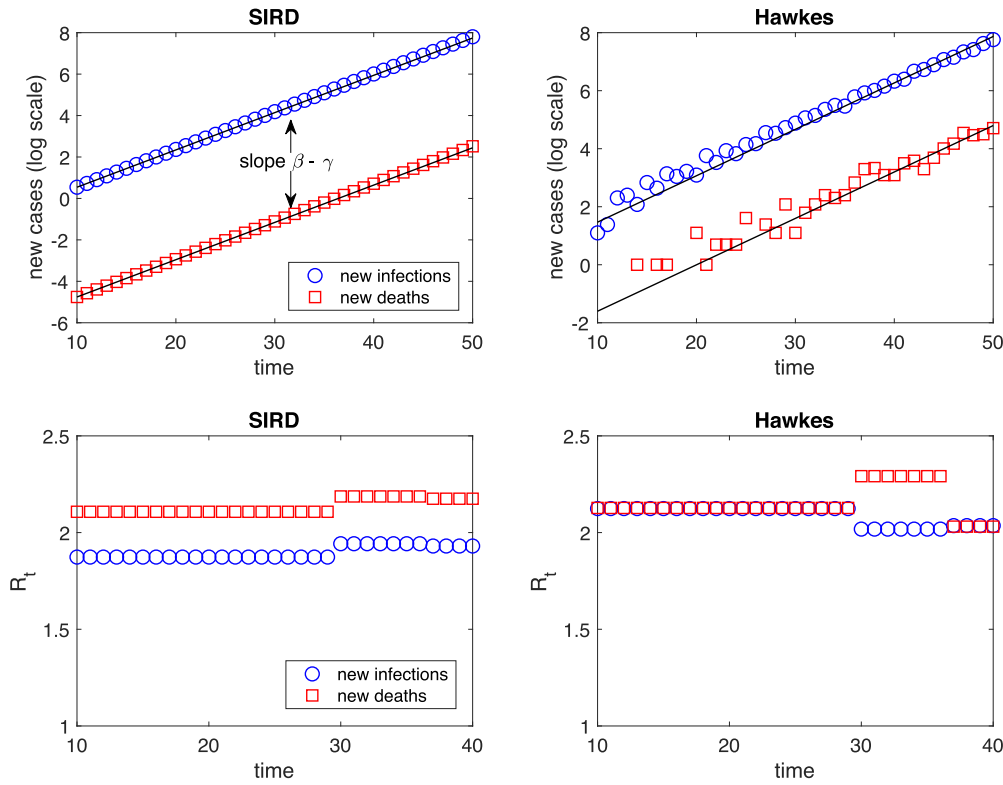 SIRD
new cases (log scale)
8
6
4
2
0
-2
-4
-6
slope β - γ
new infections
new deaths
10
20
30
40
50
time
Hawkes
new cases (log scale)
8
6
4
2
0
-2
10
20
30
40
50
time
SIRD
R_t
2.5
2
1.5
1
new infections
new deaths
10
20
30
40
time
Hawkes
R_t
2.5
2
1.5
1
10
20
30
40
time